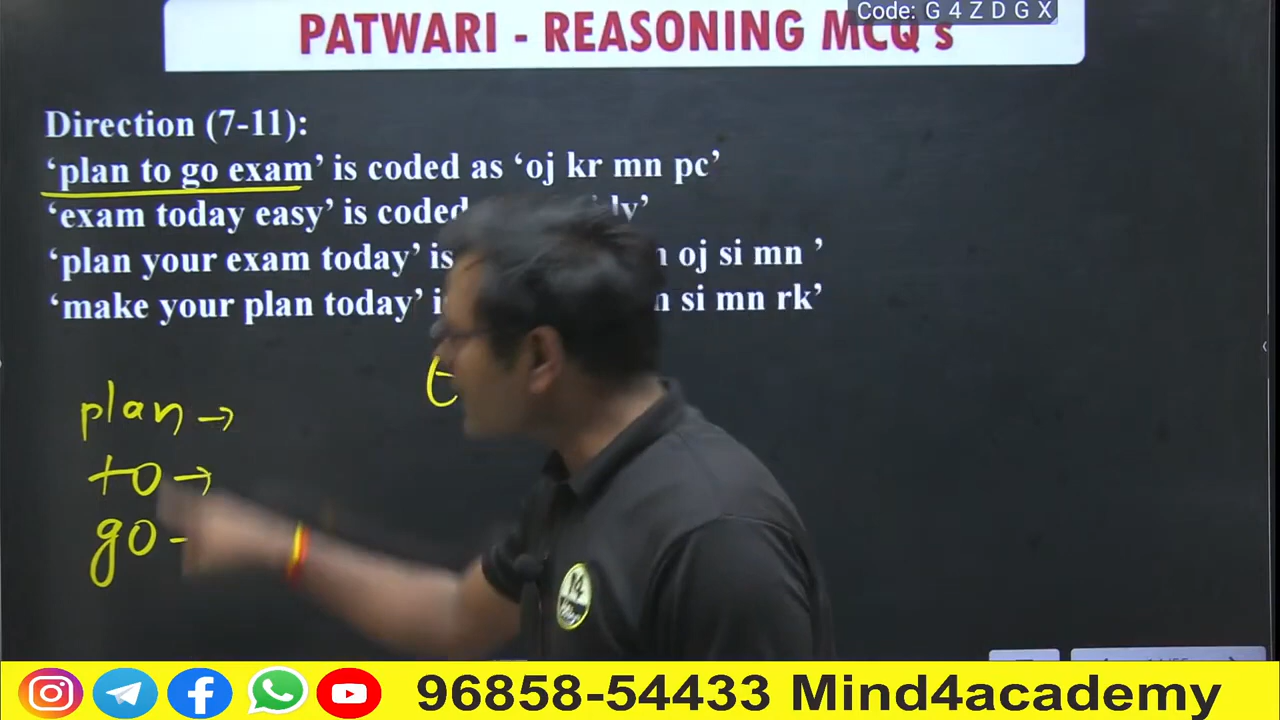 Code: G 4 Z D G X
PATWARI - REASONING MCQ s
Direction (7-11):
‘plan to go exam’ is coded as ‘oj kr mn pc’
‘exam today easy’ is coded
‘plan your exam today’ is oj si mn ’
‘make your plan today’ si mn rk’
plan →
to →
go -
96858-54433 Mind4academy